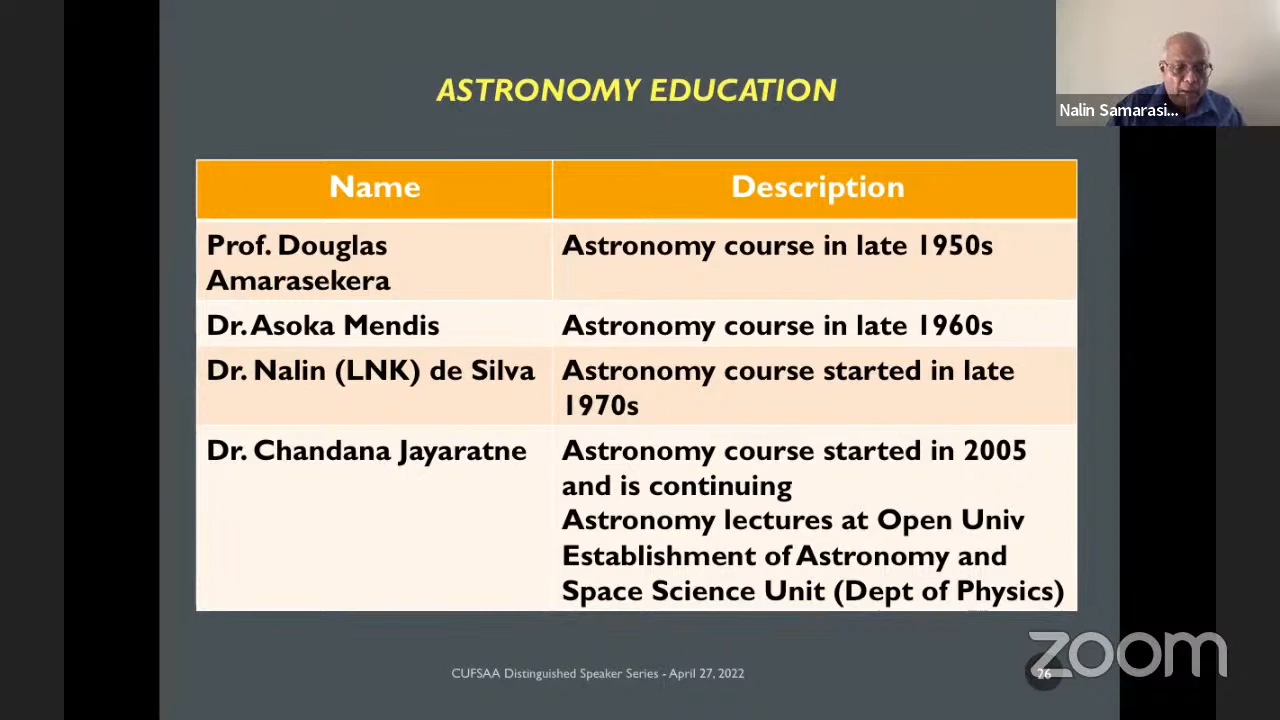 ASTRONOMY EDUCATION
Nalin Samarasi...
Name
Description
Prof. Douglas
Amarasekera
Astronomy course in late 1950s
Dr. Asoka Mendis
Astronomy course in late 1960s
Dr. Nalin (LNK) de Silva
Astronomy course started in late
1970s
Dr. Chandana Jayaratne
Astronomy course started in 2005
and is continuing
Astronomy lectures at Open Univ
Establishment of Astronomy and
Space Science Unit (Dept of Physics)
CUFSAA Distinguished Speaker Series - April 27, 2022
26
zoom